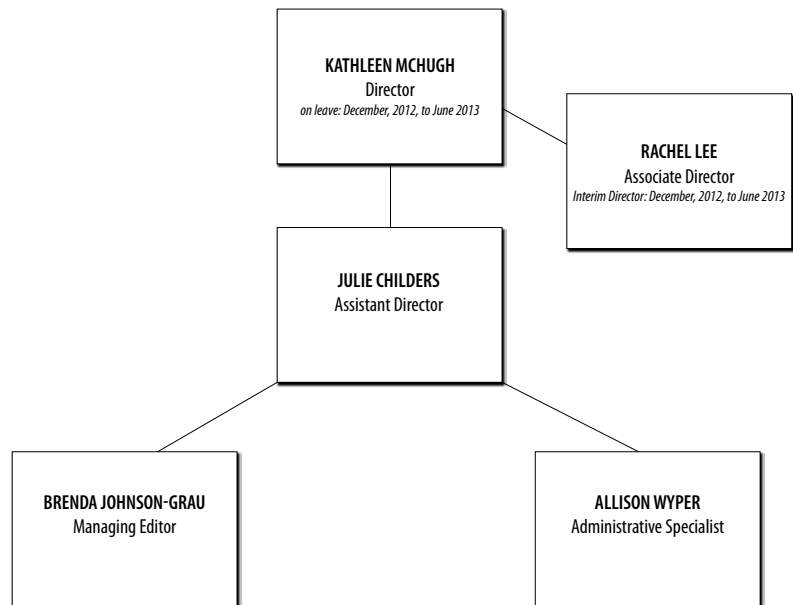 KATHLEEN MCHUGH
Director
on leave: December, 2012, to June 2013
RACHEL LEE
Associate Director
Interim Director: December, 2012, to June 2013
JULIE CHILDERS
Assistant Director
BRENDA JOHNSON-GRAU
Managing Editor
ALLISON WYPER
Administrative Specialist